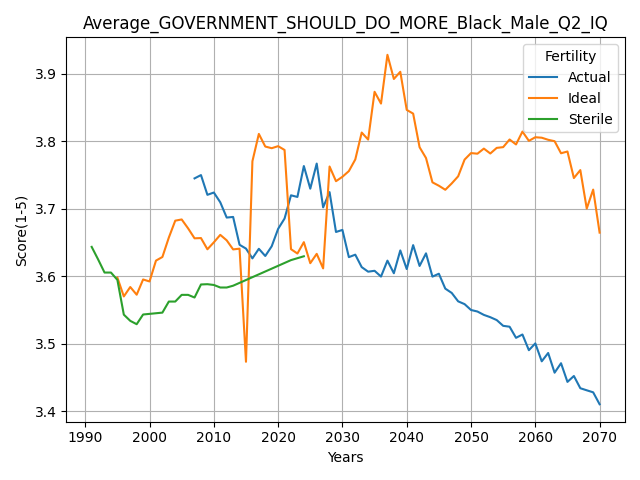 Average_GOVERNMENT_SHOULD_DO_MORE_Black_Male_Q2_IQ
Fertility
Actual
Ideal
Sterile
3.9
3.8
3.7
3.6
3.5
3.4
Score(1-5)
1990 2000 2010 2020 2030 2040 2050 2060 2070
Years